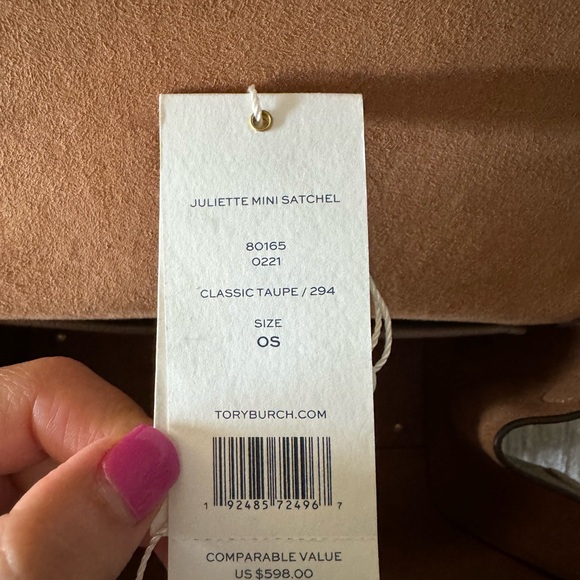 JULIETTE MINI SATCHEL
80165
0221
CLASSIC TAUPE / 294
SIZE
OS
TORYBURCH.COM
1 92485 72496 7
COMPARABLE VALUE
US $598.00